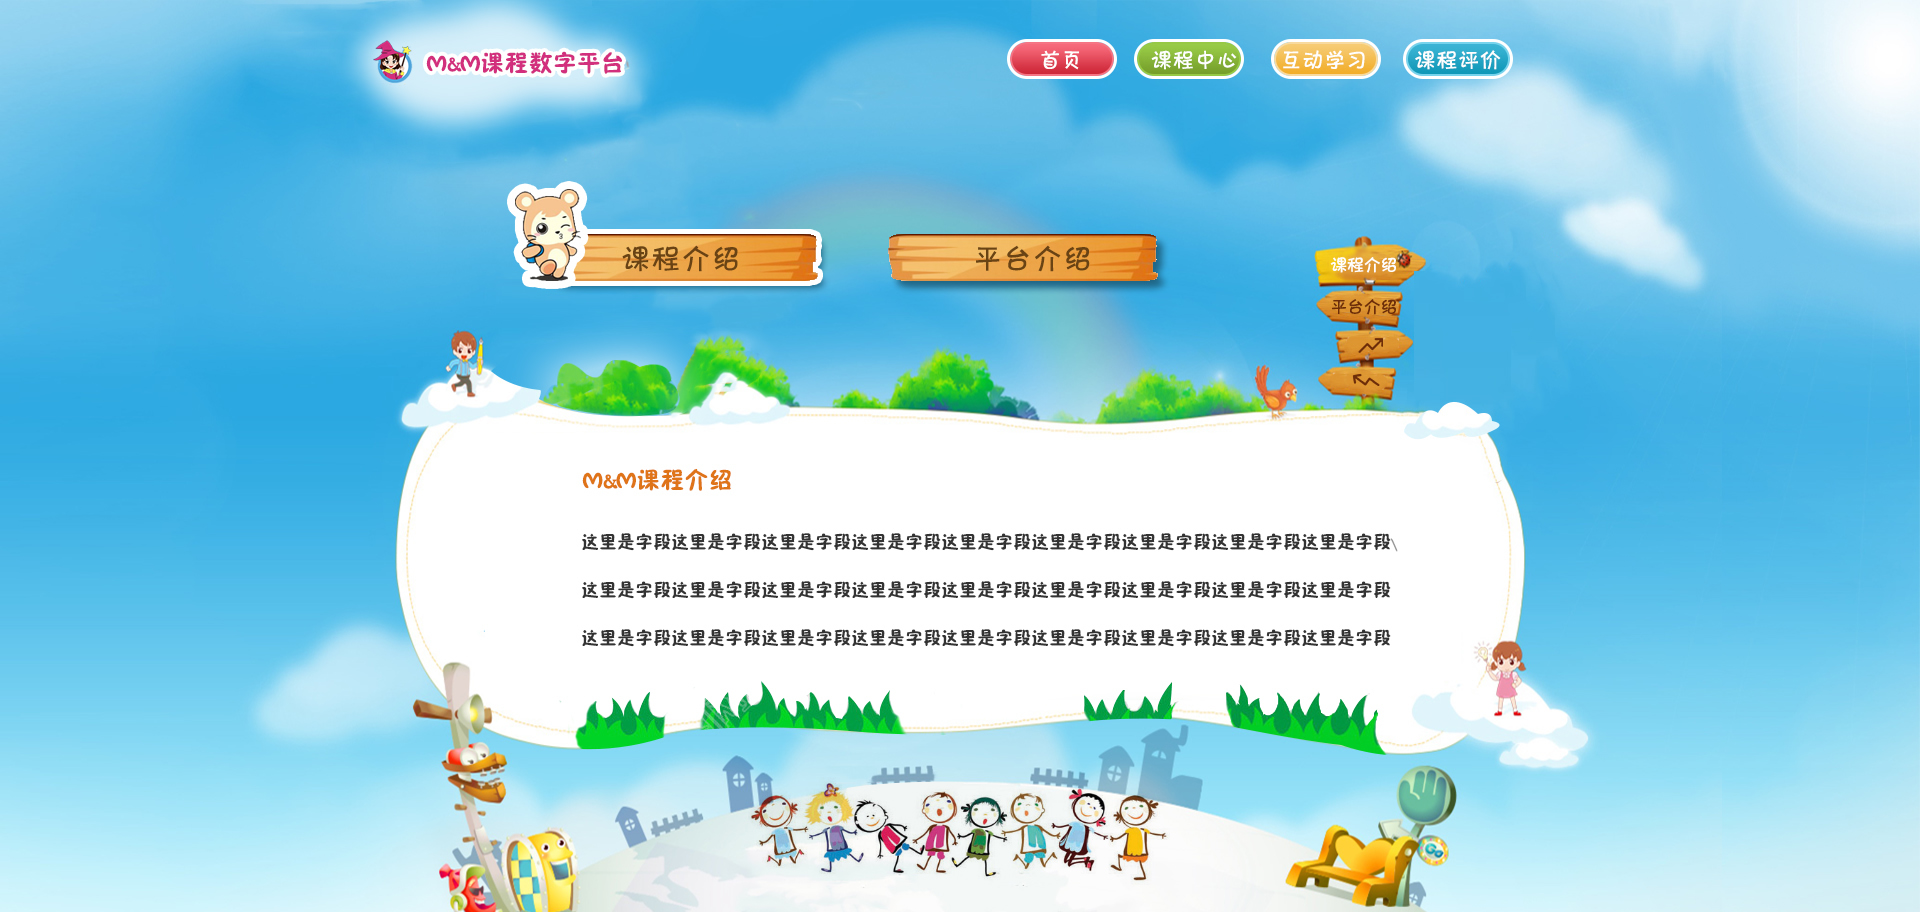 M&M课程数字平台
首页
课程中心
互动学习
课程评价
课程介绍
平台介绍
课程介绍
平台介绍
M&M课程介绍
这里是字段这里是字段这里是字段这里是字段这里是字段这里是字段这里是字段这里是字段这里是字段\
这里是字段这里是字段这里是字段这里是字段这里是字段这里是字段这里是字段这里是字段这里是字段
这里是字段这里是字段这里是字段这里是字段这里是字段这里是字段这里是字段这里是字段这里是字段
Go